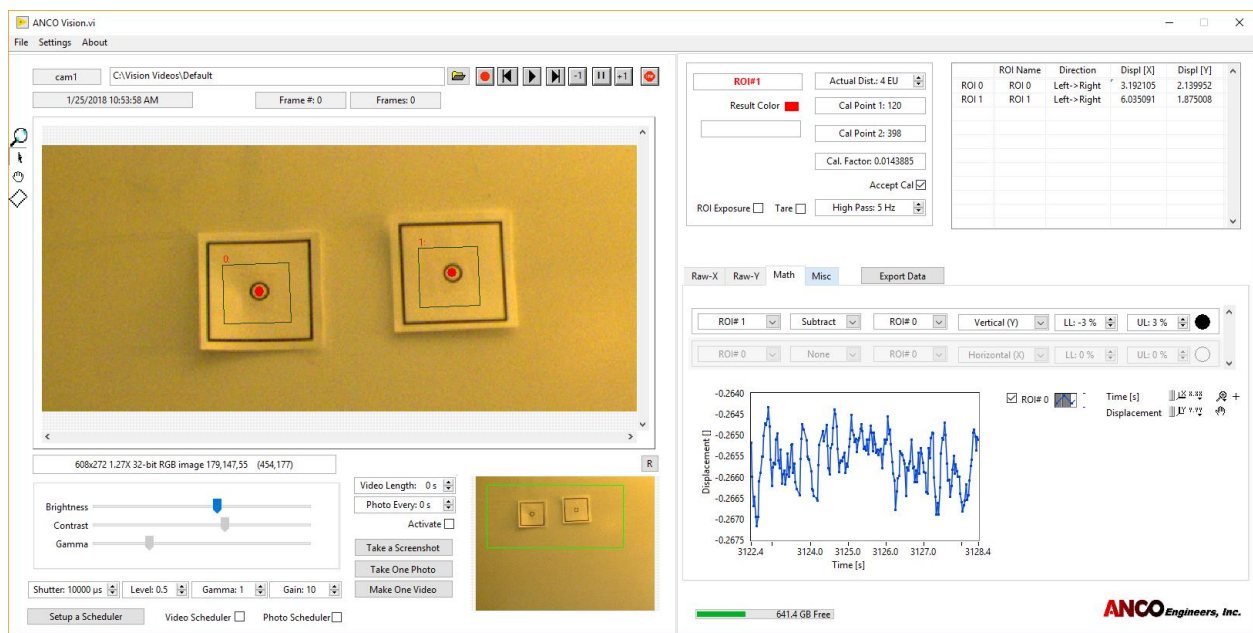 ANCO Vision.vi
File Settings About
cam1 C:\Vision Videos\Default -1 +1
1/25/2018 10:53:58 AM Frame #: 0 Frames: 0
0
1
608x272 1.27X 32-bit RGB image 179,147,55 (454,177)
R
Brightness
Contrast
Gamma
Video Length: 0 s
Photo Every: 0 s
Activate
Take a Screenshot
Take One Photo
Make One Video
Shutter: 10000 µs Level: 0.5 Gamma: 1 Gain: 10
Setup a Scheduler Video Scheduler Photo Scheduler
ROI#1 Actual Dist.: 4 EU
Result Color Cal Point 1: 120
Cal Point 2: 398
Cal. Factor: 0.0143885
Accept Cal
ROI Exposure Tare High Pass: 5 Hz
ROI Name Direction Displ [X] Displ [Y]
ROI 0 ROI 0 Left->Right 3.192105 2.139952
ROI 1 ROI 1 Left->Right 6.035091 1.875008
Raw-X Raw-Y Math Misc Export Data
ROI# 1 Subtract ROI# 0 Vertical (Y) LL: -3 % UL: 3 %
ROI# 0 None ROI# 0 Horizontal (X) LL: 0 % UL: 0 %
Displacement []
-0.2640
-0.2645
-0.2650
-0.2655
-0.2660
-0.2665
-0.2670
-0.2675
3122.4 3124.0 3125.0 3126.0 3127.0 3128.4
Time [s]
ROI# 0
Time [s]
Displacement
641.4 GB Free
ANCO Engineers, Inc.